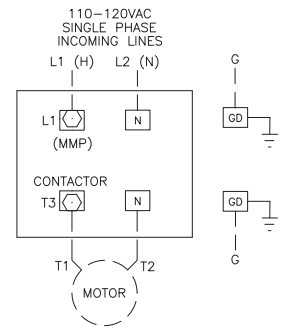 110-120VAC
SINGLE PHASE
INCOMING LINES
L1 (H) L2 (N)
G
L1 N GD
(MMP)
CONTACTOR
T3 N GD
G
T1 T2
MOTOR